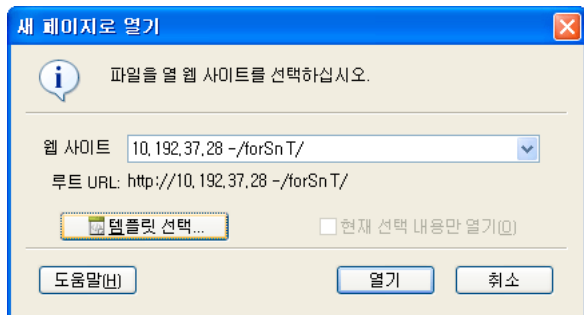 새 페이지로 열기
파일을 열 웹 사이트를 선택하십시오.
웹 사이트 10.192.37.28 -/forSnT/
루트 URL: http://10.192.37.28 -/forSnT/
템플릿 선택... 현재 선택 내용만 열기(O)
도움말(H) 열기 취소